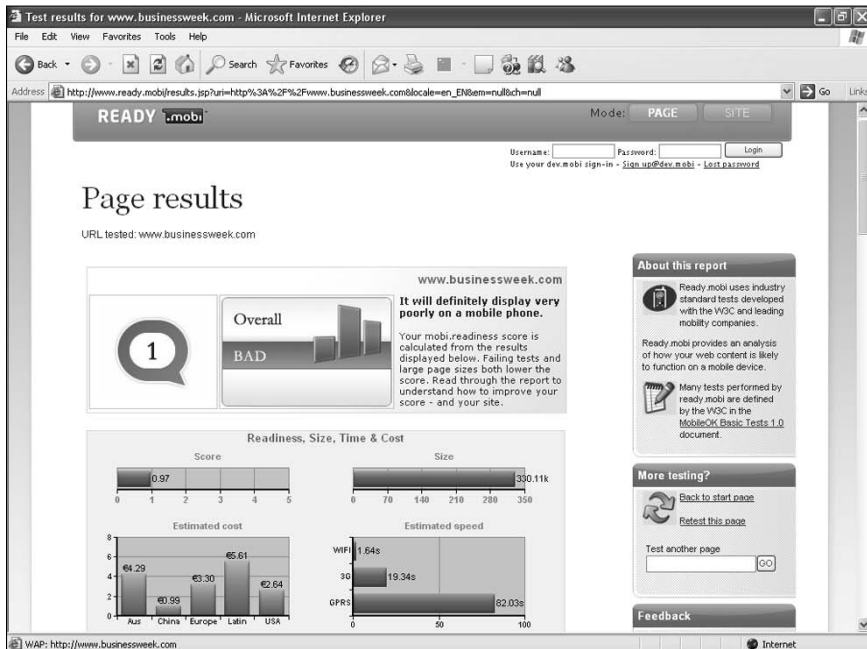 Test results for www.businessweek.com - Microsoft Internet Explorer
File Edit View Favorites Tools Help
Back Search Favorites
Address http://www.ready.mobi/results.jsp?uri=http%3A%2F%2Fwww.businessweek.com&locale=en_EN&em=null&ch=null Go Links
READY .mobi Mode: PAGE SITE
Username: Password: Login
Use your dev.mobi sign-in - Sign up@dev.mobi - Lost password
Page results
URL tested: www.businessweek.com
www.businessweek.com
1
Overall
BAD
It will definitely display very
poorly on a mobile phone.
Your mobi.readiness score is
calculated from the results
displayed below. Failing tests and
large page sizes both lower the
score. Read through the report to
understand how to improve your
score - and your site.
Readiness, Size, Time & Cost
Score
0.97
0 1 2 3 4 5
Size
330.11k
0 70 140 210 280 350
Estimated cost
8
6
4
2
0
€4.29 €0.99 €3.30 €5.61 €2.64
Aus China Europe Latin USA
Estimated speed
WIFI 1.64s
3G 19.34s
GPRS 82.03s
0 50 100
About this report
Ready.mobi uses industry
standard tests developed
with the W3C and leading
mobility companies.
Ready.mobi provides an analysis
of how your web content is likely
to function on a mobile device.
Many tests performed by
ready.mobi are defined
by the W3C in the
MobileOK Basic Tests 1.0
document.
More testing?
Back to start page
Retest this page
Test another page
GO
Feedback
WAP: http://www.businessweek.com Internet